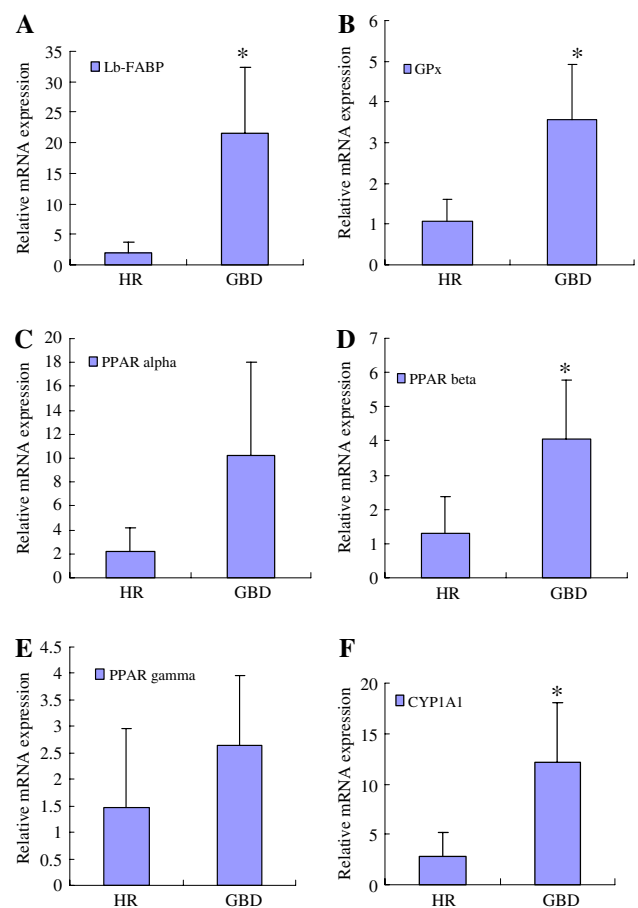 A
Lb-FABP
*
Relative mRNA expression
35
30
25
20
15
10
5
0
HR GBD
B
GPx
*
Relative mRNA expression
6
5
4
3
2
1
0
HR GBD
C
PPAR alpha
Relative mRNA expression
20
18
16
14
12
10
8
6
4
2
0
HR GBD
D
PPAR beta
*
Relative mRNA expression
7
6
5
4
3
2
1
0
HR GBD
E
PPAR gamma
Relative mRNA expression
4.5
4
3.5
3
2.5
2
1.5
1
0.5
0
HR GBD
F
CYP1A1
*
Relative mRNA expression
20
15
10
5
0
HR GBD